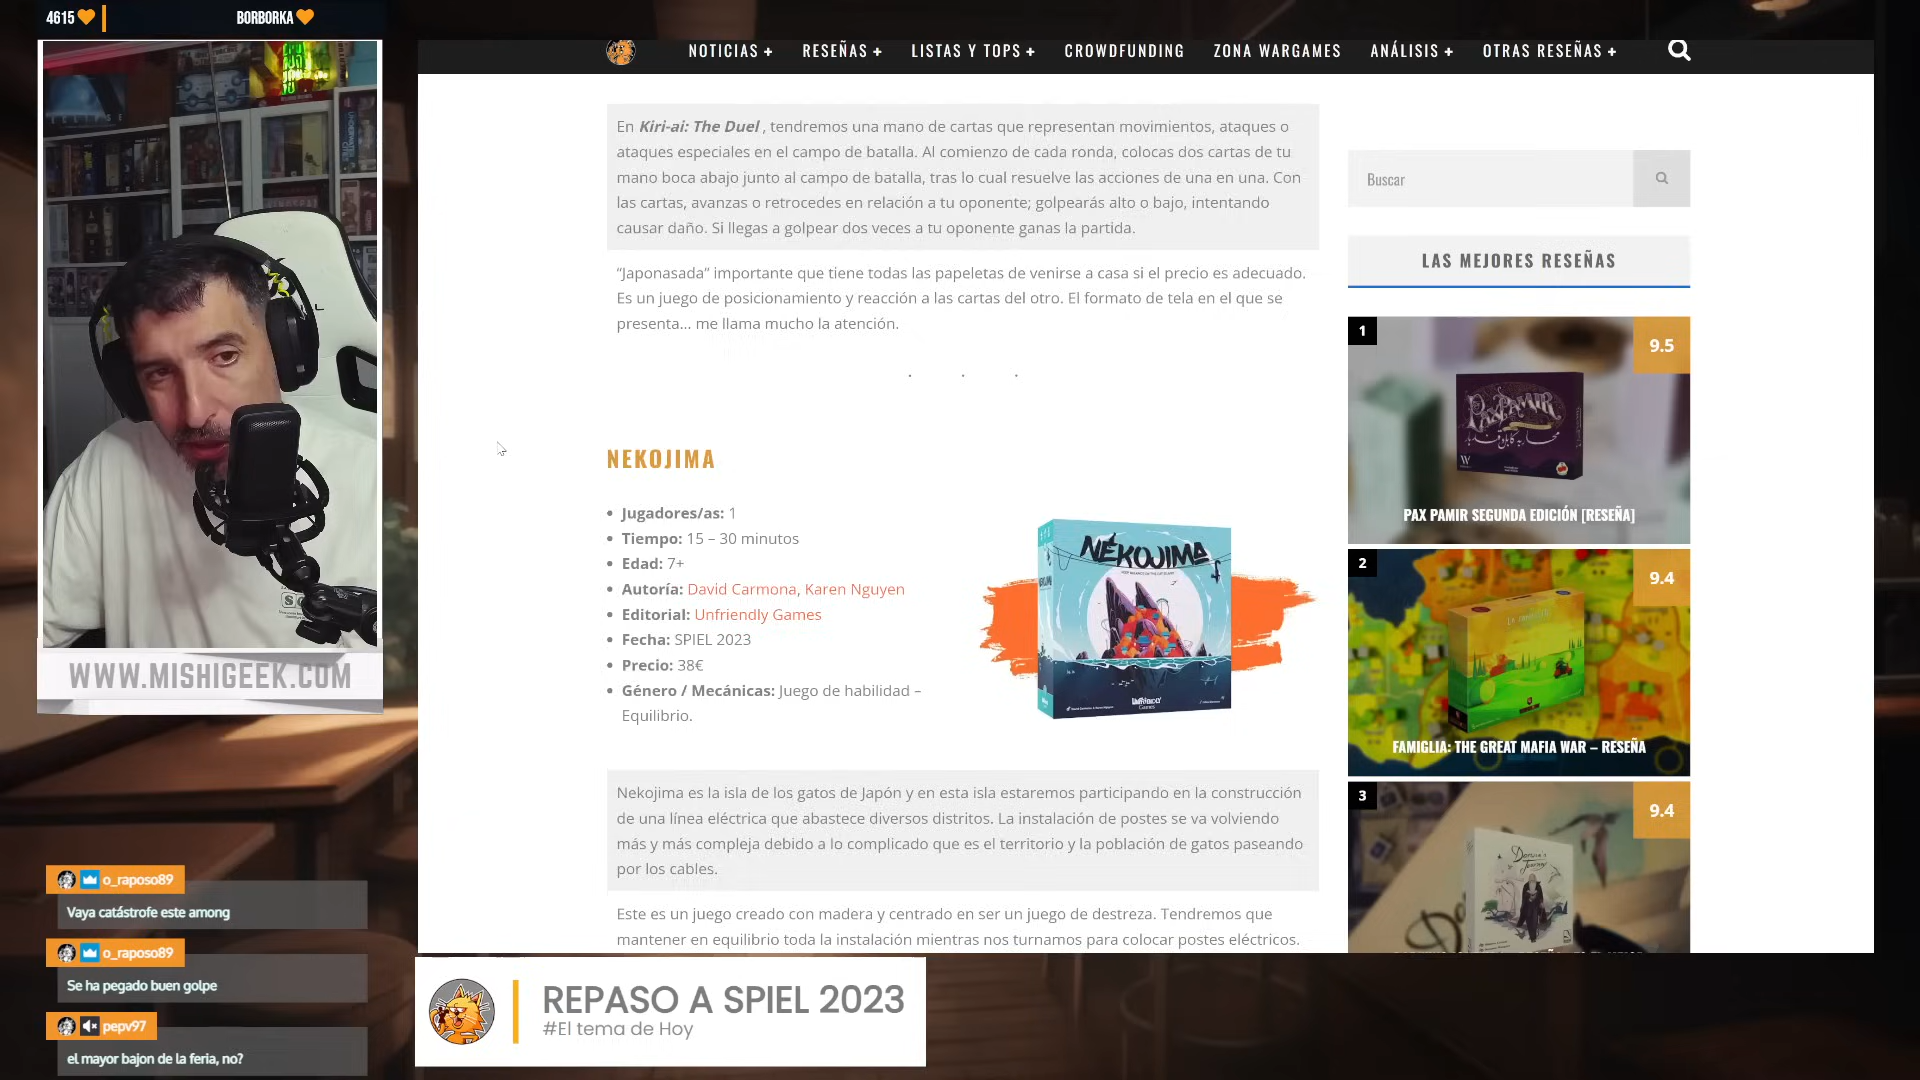 4615
BORBORKA
NOTICIAS +
RESEÑAS +
LISTAS Y TOPS +
CROWDFUNDING
ZONA WARGAMES
ANÁLISIS +
OTRAS RESEÑAS +
En Kiri-ai: The Duel , tendremos una mano de cartas que representan movimientos, ataques o
ataques especiales en el campo de batalla. Al comienzo de cada ronda, colocas dos cartas de tu
mano boca abajo junto al campo de batalla, tras lo cual resuelve las acciones de una en una. Con
las cartas, avanzas o retrocedes en relación a tu oponente; golpearás alto o bajo, intentando
causar daño. Si llegas a golpear dos veces a tu oponente ganas la partida.
“Japonasada” importante que tiene todas las papeletas de venirse a casa si el precio es adecuado.
Es un juego de posicionamiento y reacción a las cartas del otro. El formato de tela en el que se
presenta… me llama mucho la atención.
. . .
NEKOJIMA
• Jugadores/as: 1
• Tiempo: 15 – 30 minutos
• Edad: 7+
• Autoría: David Carmona, Karen Nguyen
• Editorial: Unfriendly Games
• Fecha: SPIEL 2023
• Precio: 38€
• Género / Mecánicas: Juego de habilidad –
Equilibrio.
NEKOJIMA
Nekojima es la isla de los gatos de Japón y en esta isla estaremos participando en la construcción
de una línea eléctrica que abastece diversos distritos. La instalación de postes se va volviendo
más y más compleja debido a lo complicado que es el territorio y la población de gatos paseando
por los cables.
Este es un juego creado con madera y centrado en ser un juego de destreza. Tendremos que
mantener en equilibrio toda la instalación mientras nos turnamos para colocar postes eléctricos.
Buscar
LAS MEJORES RESEÑAS
1
9.5
PAX PAMIR
PAX PAMIR SEGUNDA EDICIÓN [RESEÑA]
2
9.4
FAMIGLIA: THE GREAT MAFIA WAR – RESEÑA
3
9.4
WWW.MISHIGEEK.COM
o_raposo89
Vaya catástrofe este among
o_raposo89
Se ha pegado buen golpe
pepv97
el mayor bajon de la feria, no?
REPASO A SPIEL 2023
#El tema de Hoy